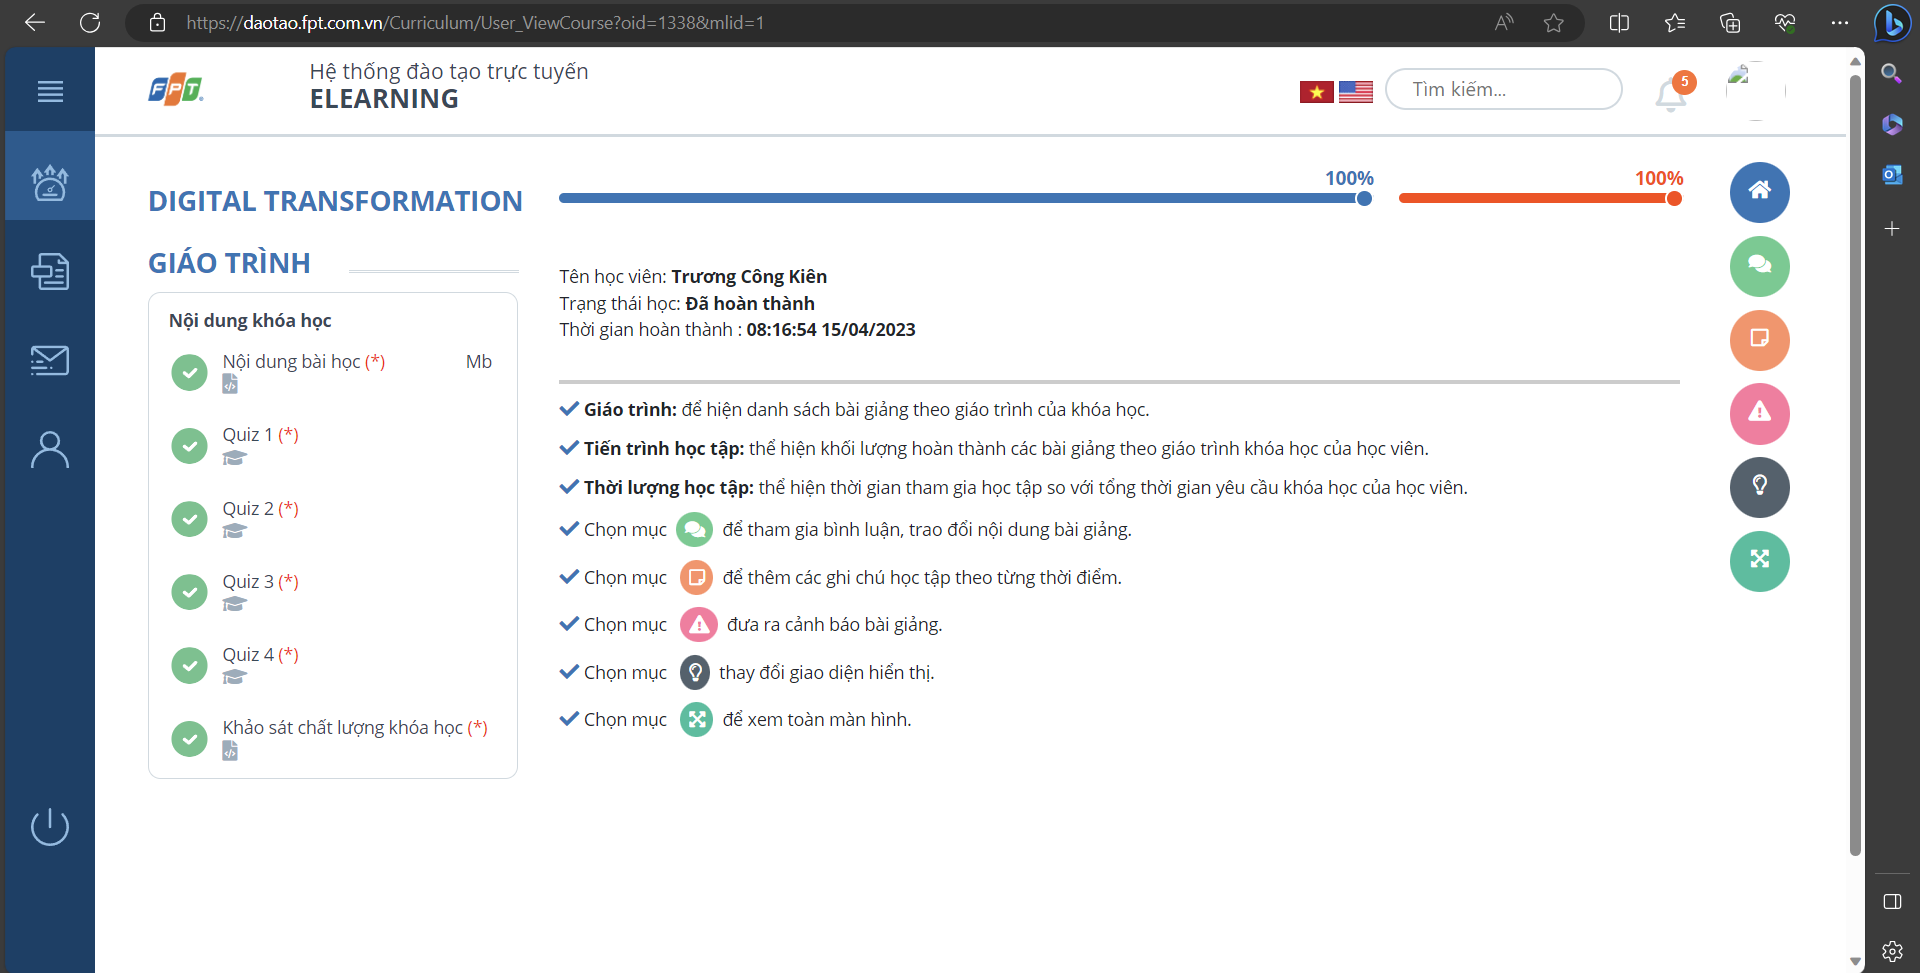 https://daotao.fpt.com.vn/Curriculum/User_ViewCourse?oid=1338&mlid=1
FPT
Hệ thống đào tạo trực tuyến
ELEARNING
Tìm kiếm...
5
DIGITAL TRANSFORMATION
100%
100%
GIÁO TRÌNH
Nội dung khóa học
Nội dung bài học (*) Mb
Quiz 1 (*)
Quiz 2 (*)
Quiz 3 (*)
Quiz 4 (*)
Khảo sát chất lượng khóa học (*)
Tên học viên: Trương Công Kiên
Trạng thái học: Đã hoàn thành
Thời gian hoàn thành : 08:16:54 15/04/2023
Giáo trình: để hiện danh sách bài giảng theo giáo trình của khóa học.
Tiến trình học tập: thể hiện khối lượng hoàn thành các bài giảng theo giáo trình khóa học của học viên.
Thời lượng học tập: thể hiện thời gian tham gia học tập so với tổng thời gian yêu cầu khóa học của học viên.
Chọn mục để tham gia bình luận, trao đổi nội dung bài giảng.
Chọn mục để thêm các ghi chú học tập theo từng thời điểm.
Chọn mục đưa ra cảnh báo bài giảng.
Chọn mục thay đổi giao diện hiển thị.
Chọn mục để xem toàn màn hình.